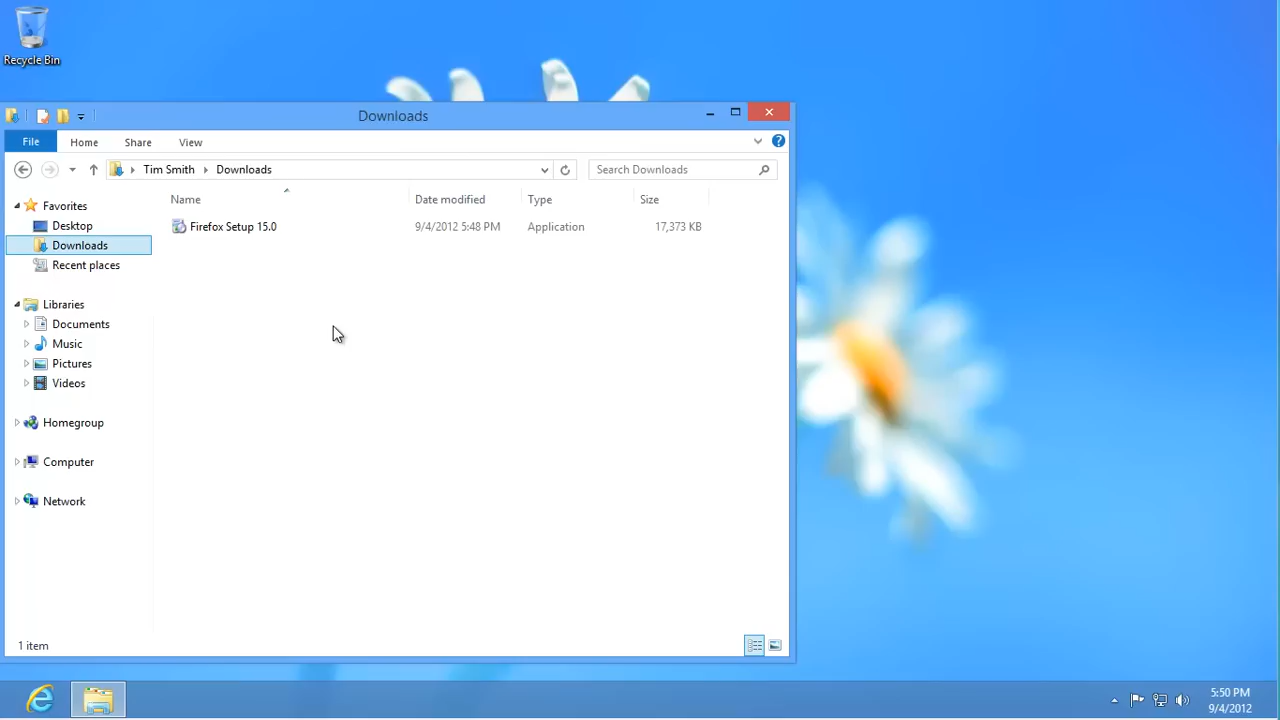 Recycle Bin
Downloads
File Home Share View
Tim Smith Downloads
Search Downloads
Name Date modified Type Size
Firefox Setup 15.0 9/4/2012 5:48 PM Application 17,373 KB
Favorites
Desktop
Downloads
Recent places
Libraries
Documents
Music
Pictures
Videos
Homegroup
Computer
Network
1 item
5:50 PM
9/4/2012